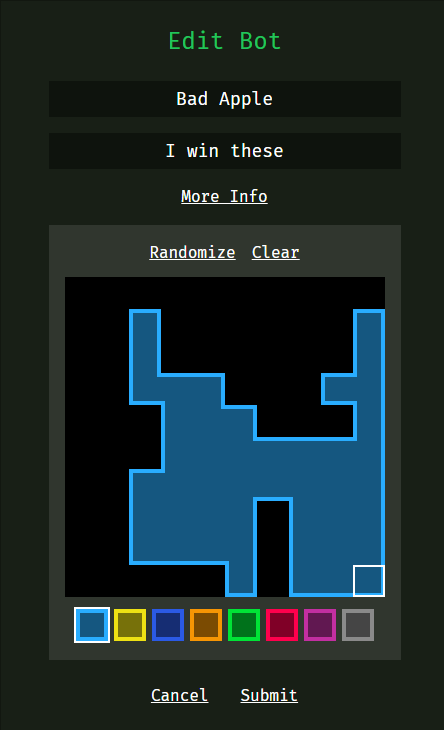 Edit Bot
Bad Apple
I win these
More Info
Randomize Clear
Cancel Submit